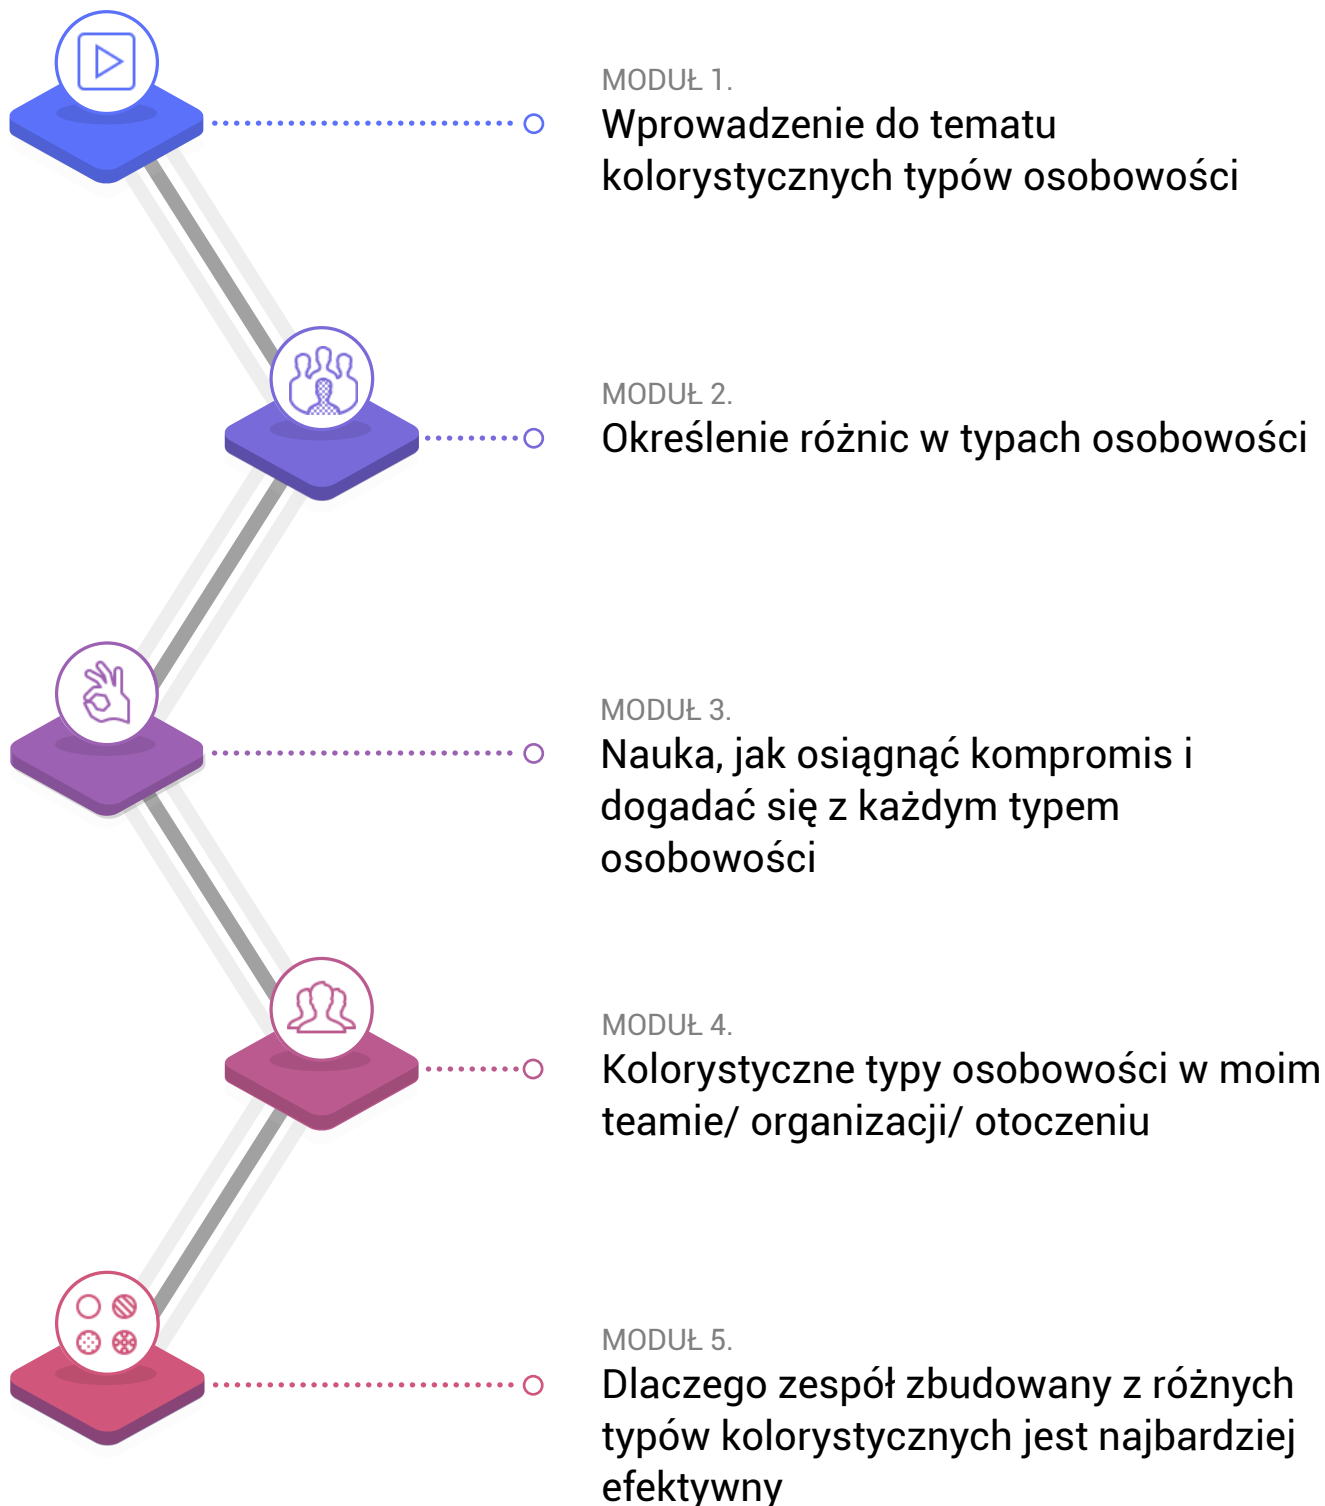 MODUŁ 1.
Wprowadzenie do tematu
kolorystycznych typów osobowości
MODUŁ 2.
Określenie różnic w typach osobowości
MODUŁ 3.
Nauka, jak osiągnąć kompromis i
dogadać się z każdym typem
osobowości
MODUŁ 4.
Kolorystyczne typy osobowości w moim
teamie/ organizacji/ otoczeniu
MODUŁ 5.
Dlaczego zespół zbudowany z różnych
typów kolorystycznych jest najbardziej
efektywny